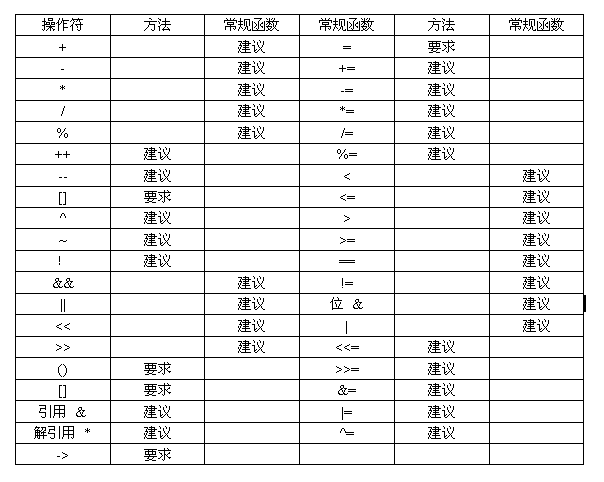 操作符 方法 常规函数 常规函数 方法 常规函数
+ 建议 = 要求
- 建议 += 建议
* 建议 -= 建议
/ 建议 *= 建议
% 建议 /= 建议
++ 建议 %= 建议
-- 建议 < 建议
[] 要求 <= 建议
^ 建议 > 建议
~ 建议 >= 建议
! 建议 == 建议
&& 建议 != 建议
|| 建议 位 & 建议
<< 建议 | 建议
>> 建议 <<= 建议
() 要求 >>= 建议
[] 要求 &= 建议
引用 & 建议 |= 建议
解引用 * 建议 ^= 建议
-> 要求